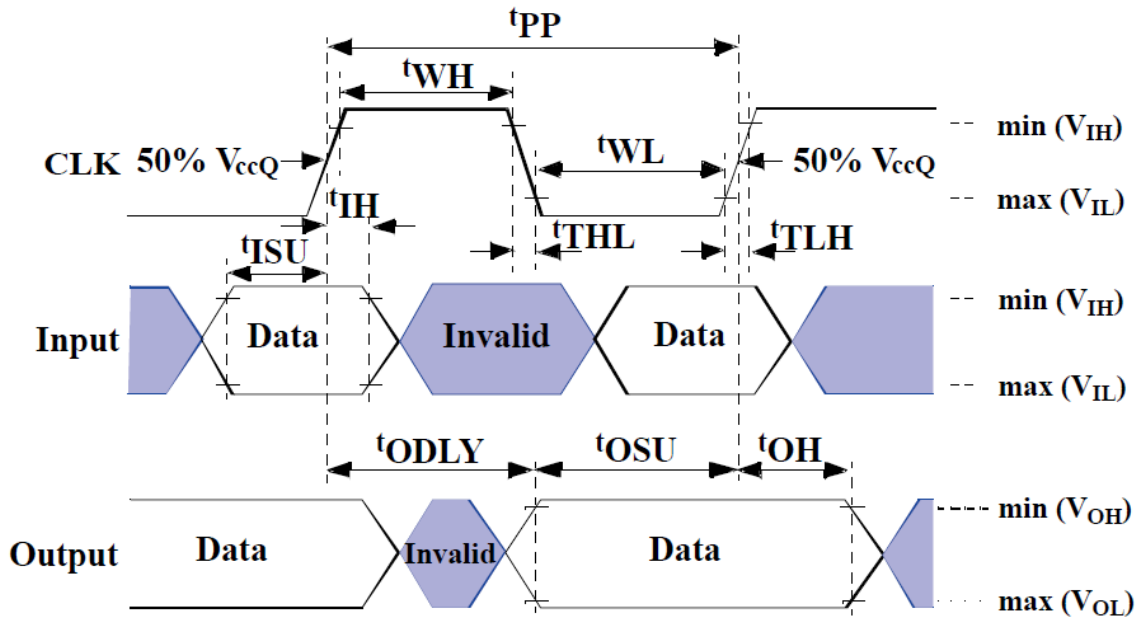 tPP
tWH
min (VIH)
CLK 50% VccQ
tWL
50% VccQ
max (VIL)
tIH
tISU
tTHL
tTLH
min (VIH)
Input
Data
Invalid
Data
max (VIL)
tODLY
tOSU
tOH
min (VOH)
Output
Data
Invalid
Data
max (VOL)